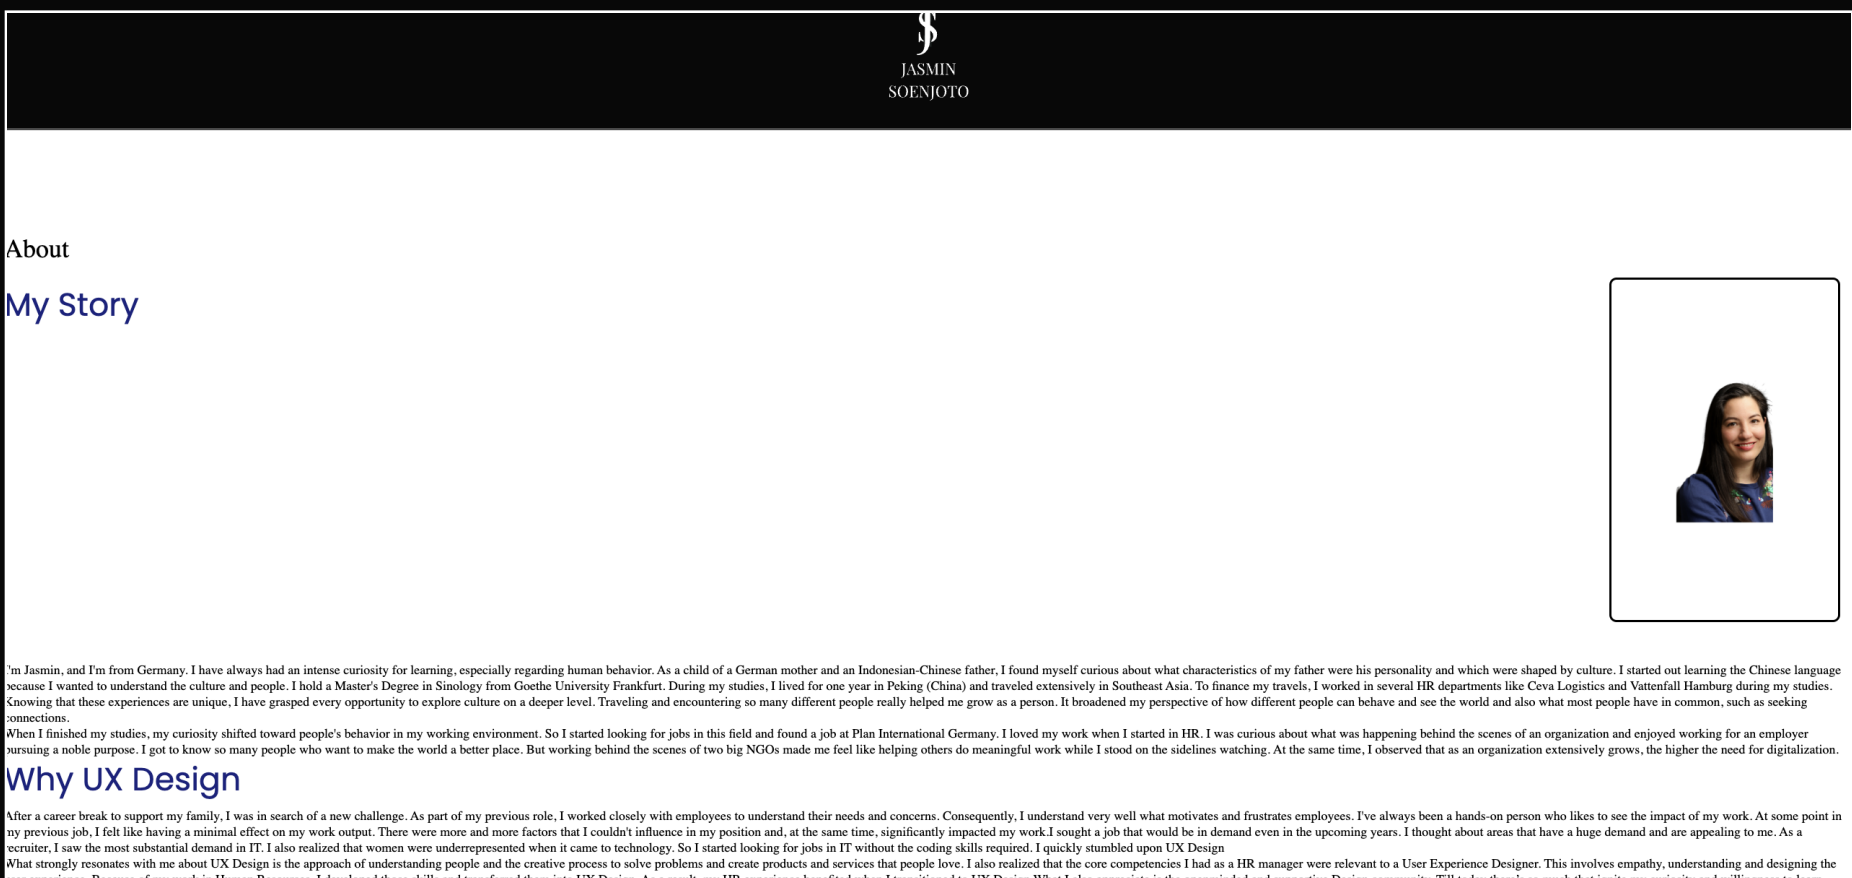 JASMIN
SOENJOTO
About
My Story
I'm Jasmin, and I'm from Germany. I have always had an intense curiosity for learning, especially regarding human behavior. As a child of a German mother and an Indonesian-Chinese father, I found myself curious about what characteristics of my father were his personality and which were shaped by culture. I started out learning the Chinese language
because I wanted to understand the culture and people. I hold a Master's Degree in Sinology from Goethe University Frankfurt. During my studies, I lived for one year in Peking (China) and traveled extensively in Southeast Asia. To finance my travels, I worked in several HR departments like Ceva Logistics and Vattenfall Hamburg during my studies.
Knowing that these experiences are unique, I have grasped every opportunity to explore culture on a deeper level. Traveling and encountering so many different people really helped me grow as a person. It broadened my perspective of how different people can behave and see the world and also what most people have in common, such as seeking
connections.
When I finished my studies, my curiosity shifted toward people's behavior in my working environment. So I started looking for jobs in this field and found a job at Plan International Germany. I loved my work when I started in HR. I was curious about what was happening behind the scenes of an organization and enjoyed working for an employer
pursuing a noble purpose. I got to know so many people who want to make the world a better place. But working behind the scenes of two big NGOs made me feel like helping others do meaningful work while I stood on the sidelines watching. At the same time, I observed that as an organization extensively grows, the higher the need for digitalization.
Why UX Design
After a career break to support my family, I was in search of a new challenge. As part of my previous role, I worked closely with employees to understand their needs and concerns. Consequently, I understand very well what motivates and frustrates employees. I've always been a hands-on person who likes to see the impact of my work. At some point in
my previous job, I felt like having a minimal effect on my work output. There were more and more factors that I couldn't influence in my position and, at the same time, significantly impacted my work.I sought a job that would be in demand even in the upcoming years. I thought about areas that have a huge demand and are appealing to me. As a
recruiter, I saw the most substantial demand in IT. I also realized that women were underrepresented when it came to technology. So I started looking for jobs in IT without the coding skills required. I quickly stumbled upon UX Design
What strongly resonates with me about UX Design is the approach of understanding people and the creative process to solve problems and create products and services that people love. I also realized that the core competencies I had as a HR manager were relevant to a User Experience Designer. This involves empathy, understanding and designing the